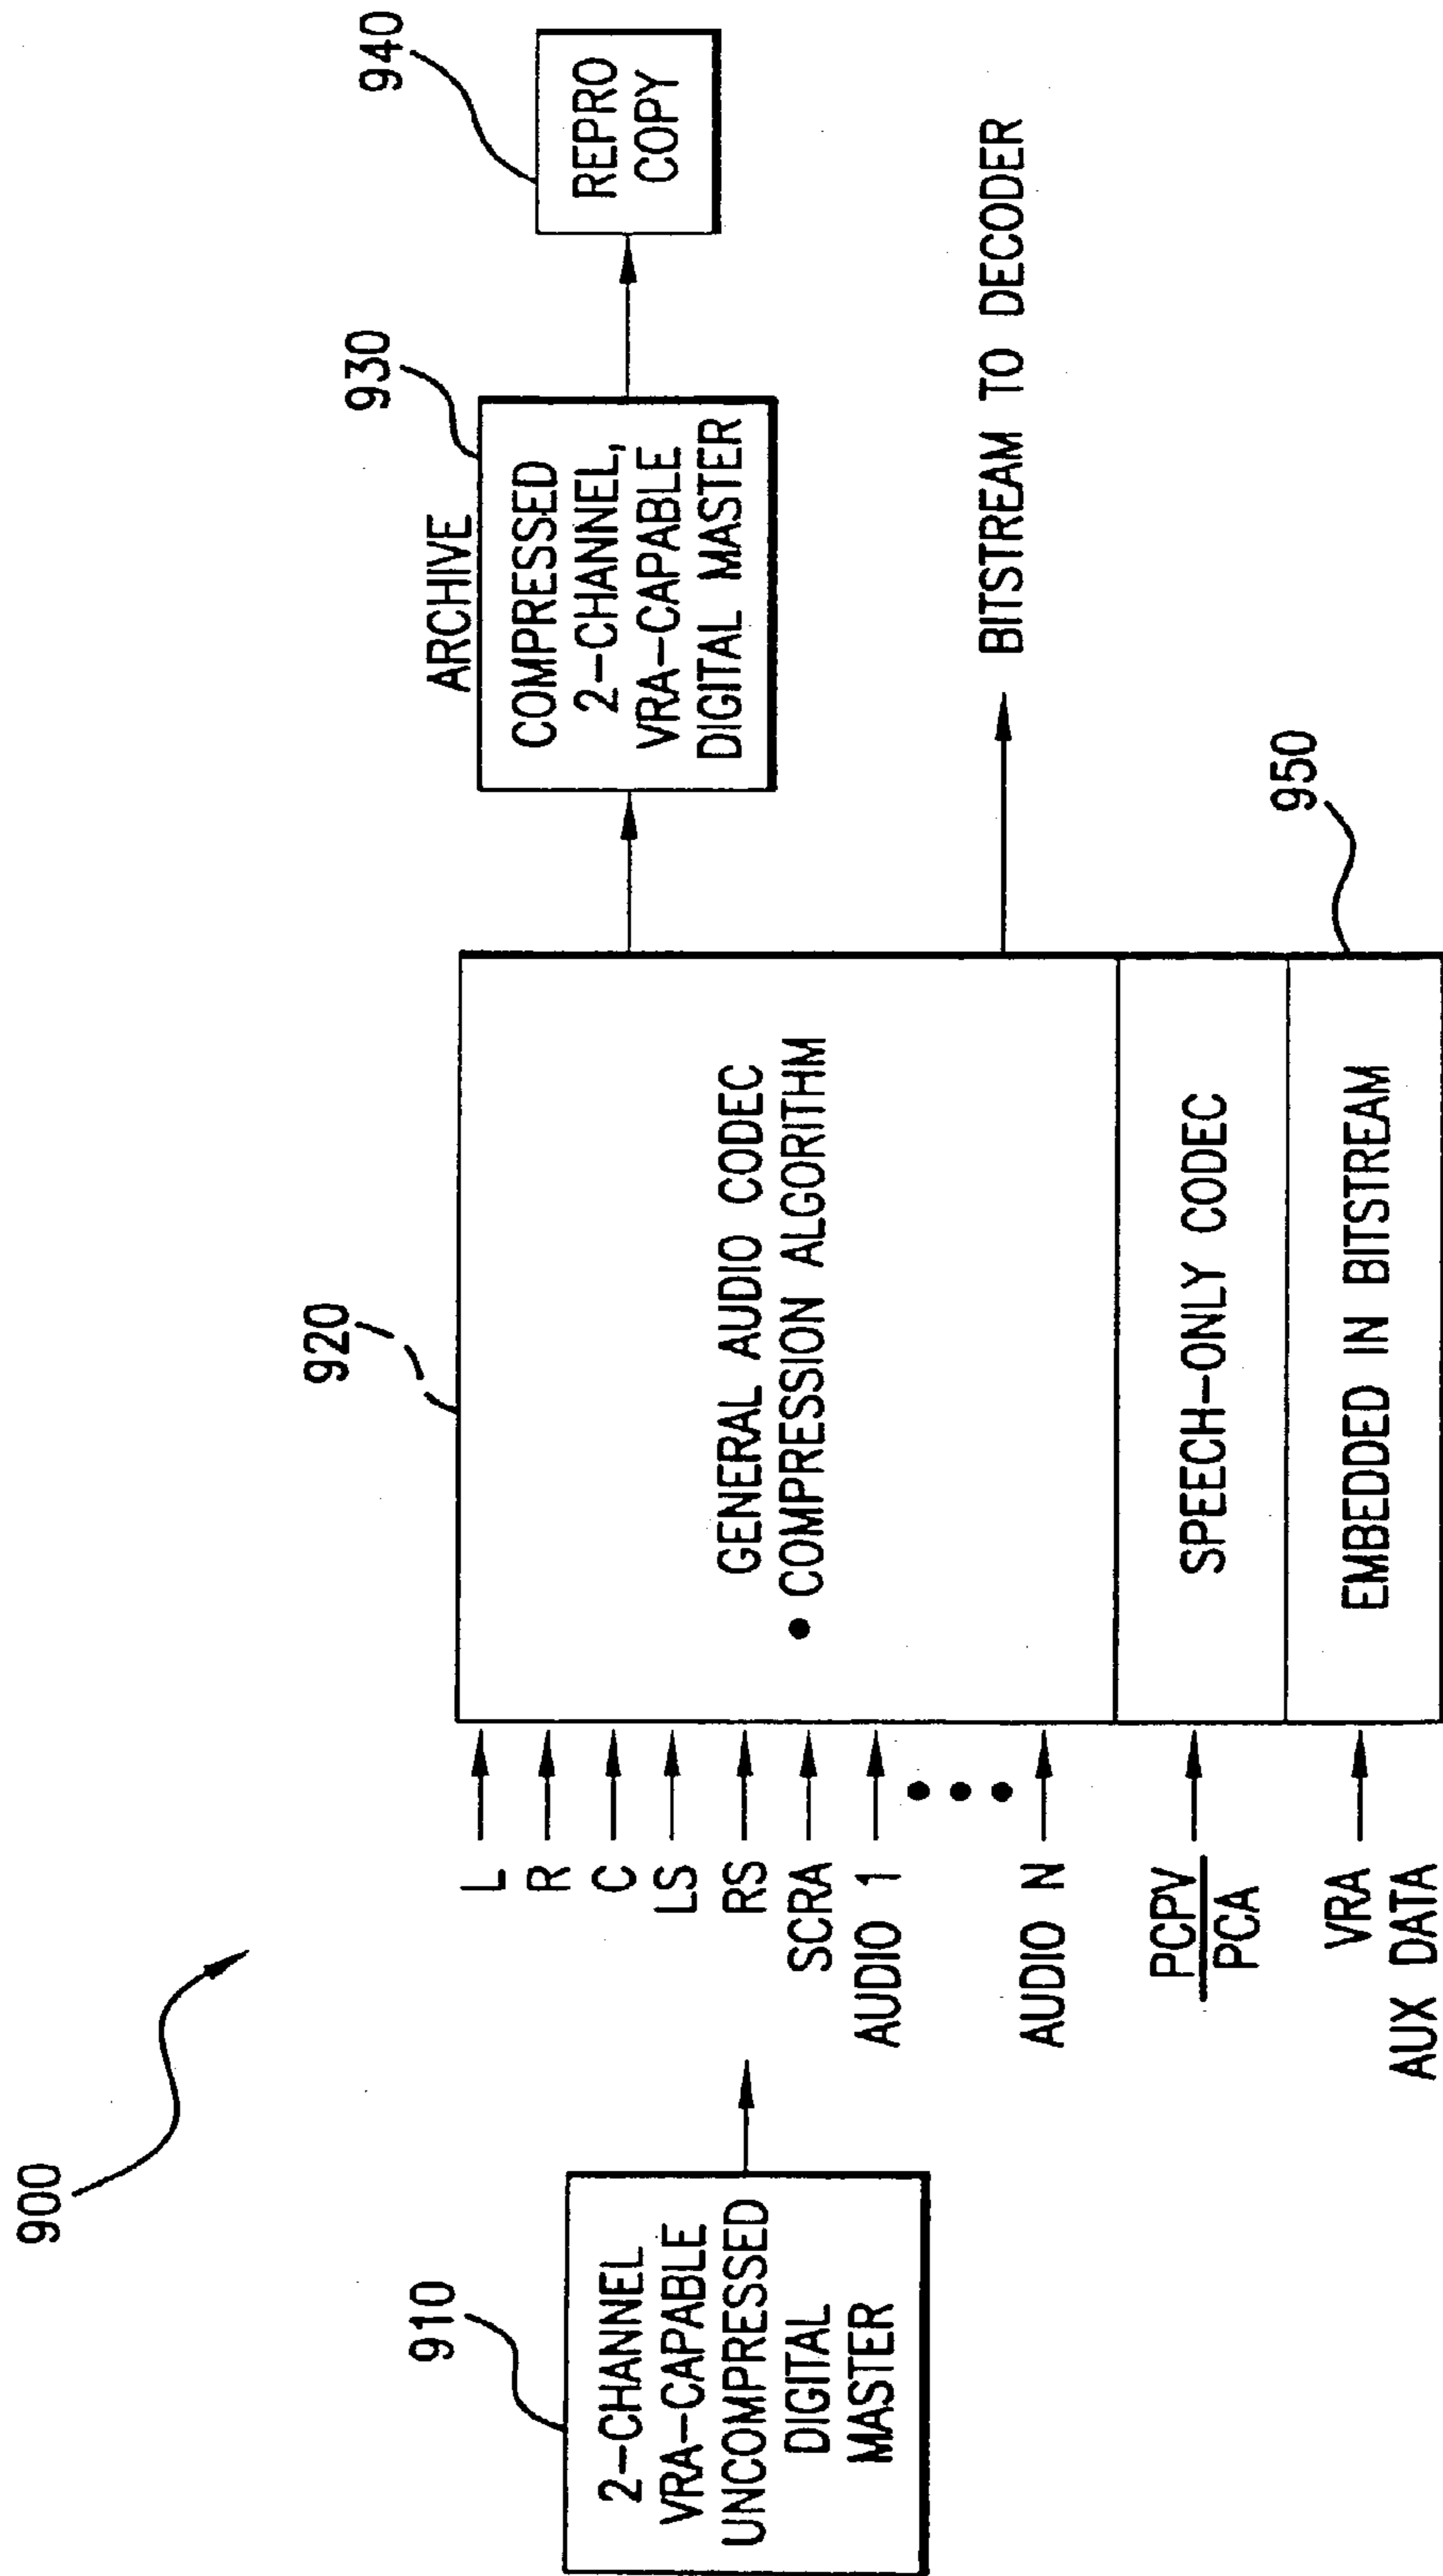 900
910
2-CHANNEL
VRA-CAPABLE
UNCOMPRESSED
DIGITAL
MASTER
L
R
C
LS
RS
SCRA
AUDIO 1
AUDIO N
PCPV
PCA
VRA
AUX DATA
920
GENERAL AUDIO CODEC
• COMPRESSION ALGORITHM
SPEECH-ONLY CODEC
EMBEDDED IN BITSTREAM
950
ARCHIVE
930
COMPRESSED
2-CHANNEL,
VRA-CAPABLE
DIGITAL MASTER
940
REPRO
COPY
BITSTREAM TO DECODER